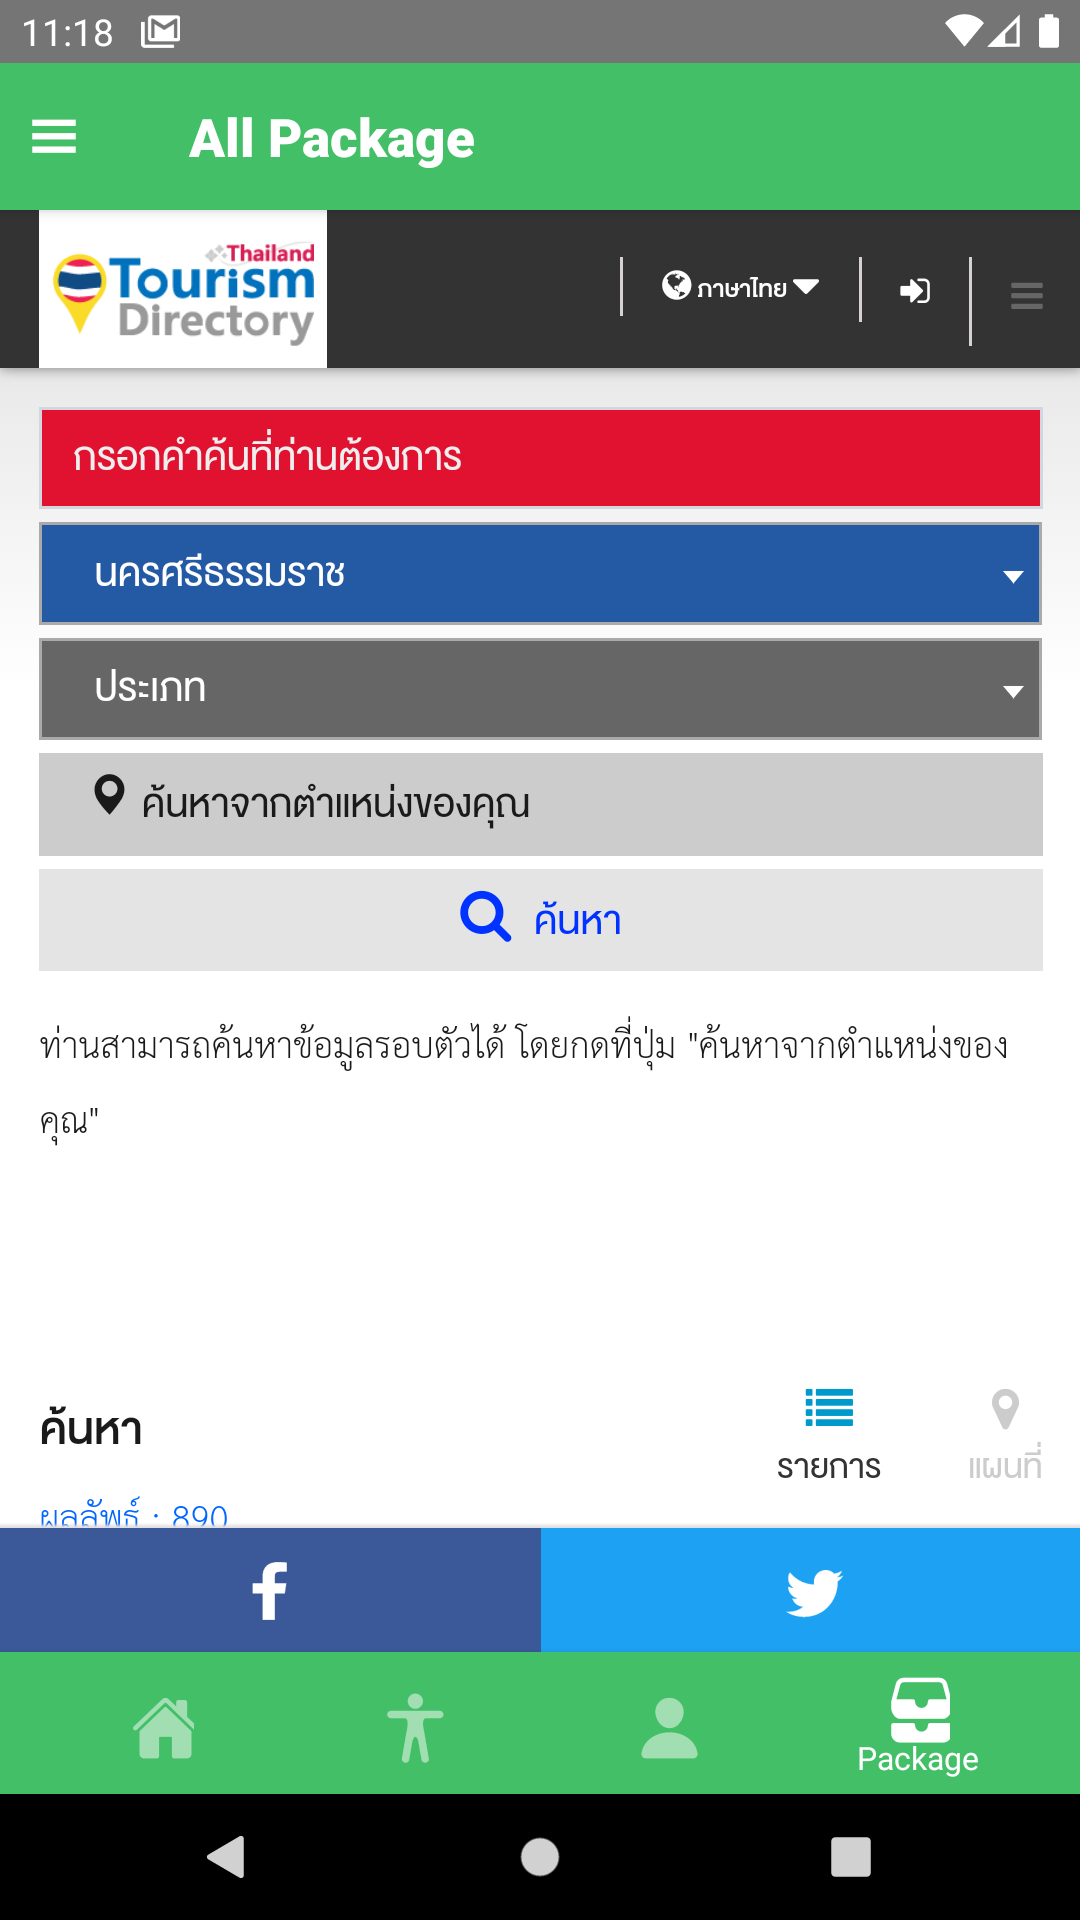 11:18
All Package
Thailand
Tourism
Directory
ภาษาไทย
กรอกคำค้นที่ท่านต้องการ
นครศรีธรรมราช
ประเภท
ค้นหาจากตำแหน่งของคุณ
ค้นหา
ท่านสามารถค้นหาข้อมูลรอบตัวได้ โดยกดที่ปุ่ม "ค้นหาจากตำแหน่งของ
คุณ"
ค้นหา
รายการ
แผนที่
ผลลัพธ์ : 890
Package